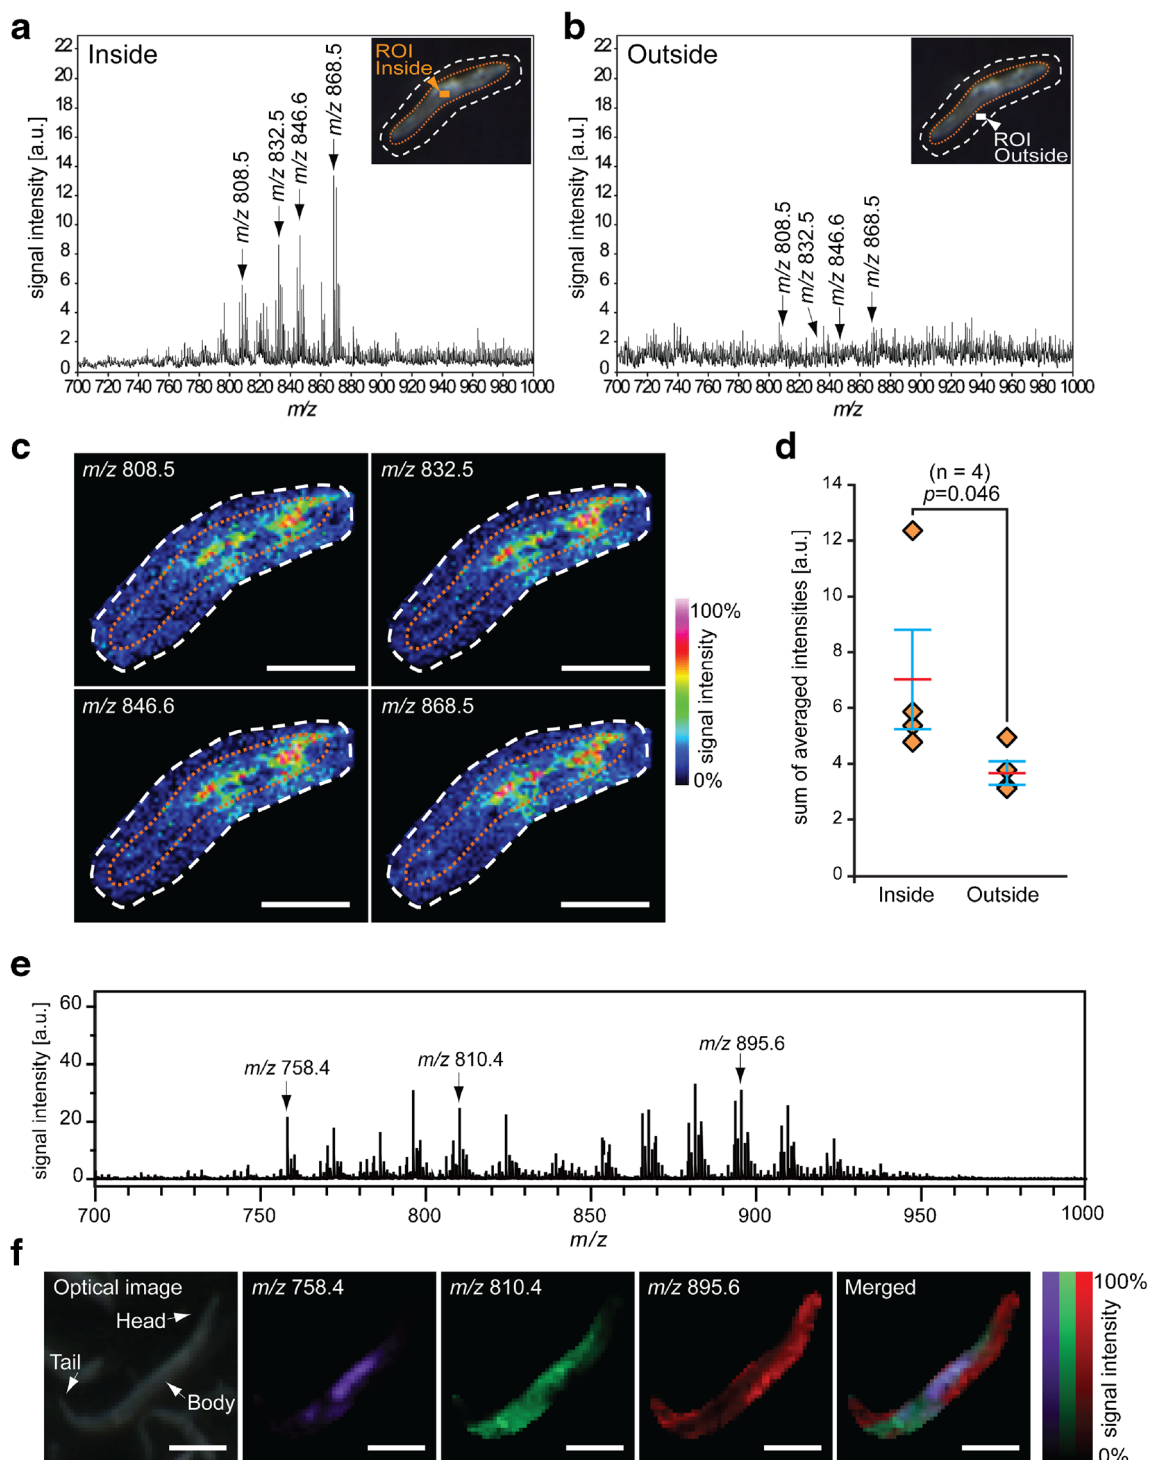 a
Inside
ROI
Inside
m/z 808.5
m/z 832.5
m/z 846.6
m/z 868.5
signal intensity [a.u.]
22
20
18
16
14
12
10
8
6
4
2
0
700 720 740 760 780 800 820 840 860 880 900 920 940 960 980 1000
m/z
b
Outside
ROI
Outside
m/z 808.5
m/z 832.5
m/z 846.6
m/z 868.5
signal intensity [a.u.]
22
20
18
16
14
12
10
8
6
4
2
0
700 720 740 760 780 800 820 840 860 880 900 920 940 960 980 1000
m/z
c
m/z 808.5
m/z 832.5
m/z 846.6
m/z 868.5
100%
signal intensity
0%
d
(n = 4)
p=0.046
sum of averaged intensities [a.u.]
14
12
10
8
6
4
2
0
Inside Outside
e
signal intensity [a.u.]
60
40
20
0
m/z 758.4
m/z 810.4
m/z 895.6
700 750 800 850 900 950 1000
m/z
f
Optical image
Head
Tail
Body
m/z 758.4
m/z 810.4
m/z 895.6
Merged
100%
signal intensity
0%